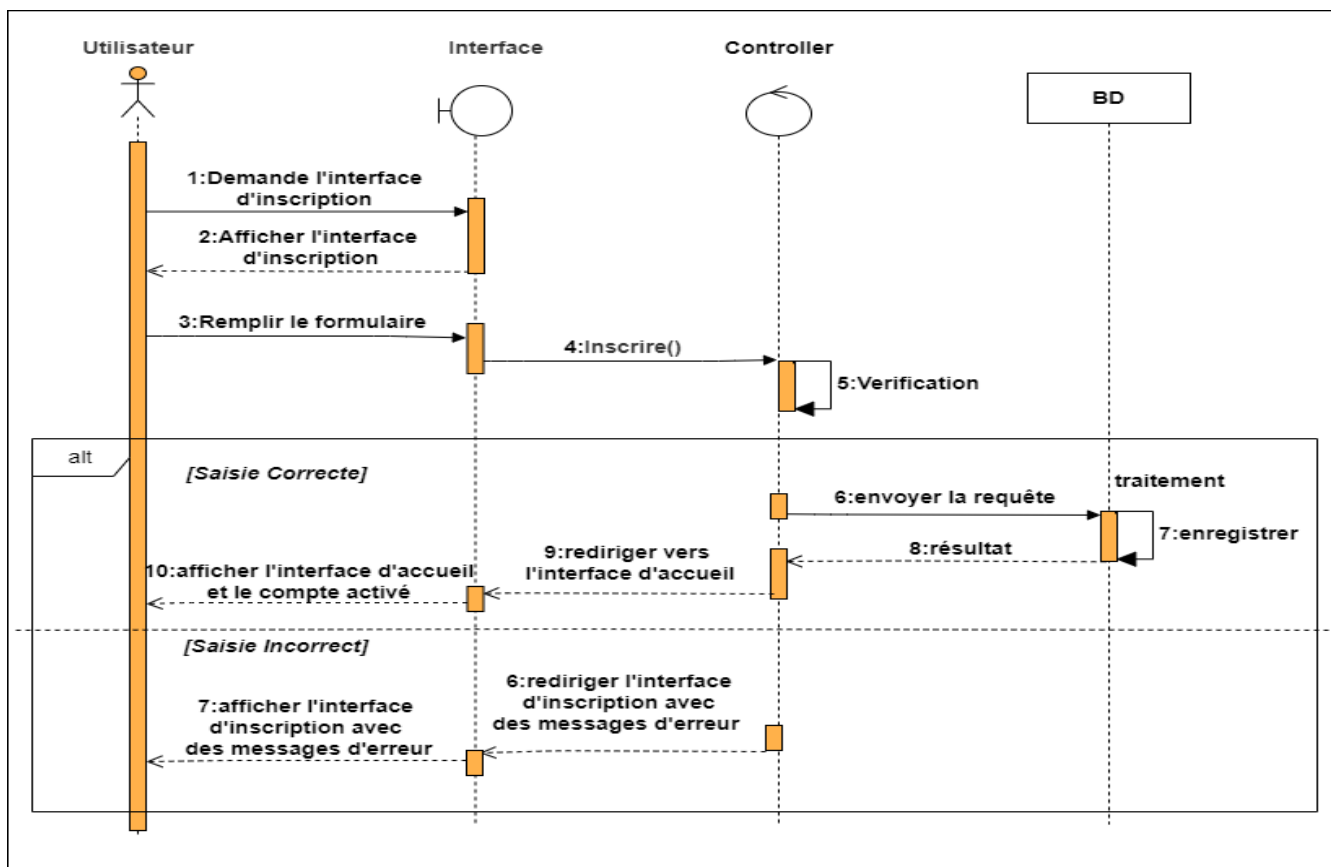 Utilisateur
Interface
Controller
BD
1:Demande l'interface
d'inscription
2:Afficher l'interface
d'inscription
3:Remplir le formulaire
4:Inscrire()
5:Verification
alt
[Saisie Correcte]
traitement
6:envoyer la requête
7:enregistrer
8:résultat
9:rediriger vers
l'interface d'accueil
10:afficher l'interface d'accueil
et le compte activé
[Saisie Incorrect]
6:rediriger l'interface
d'inscription avec
des messages d'erreur
7:afficher l'interface
d'inscription avec
des messages d'erreur